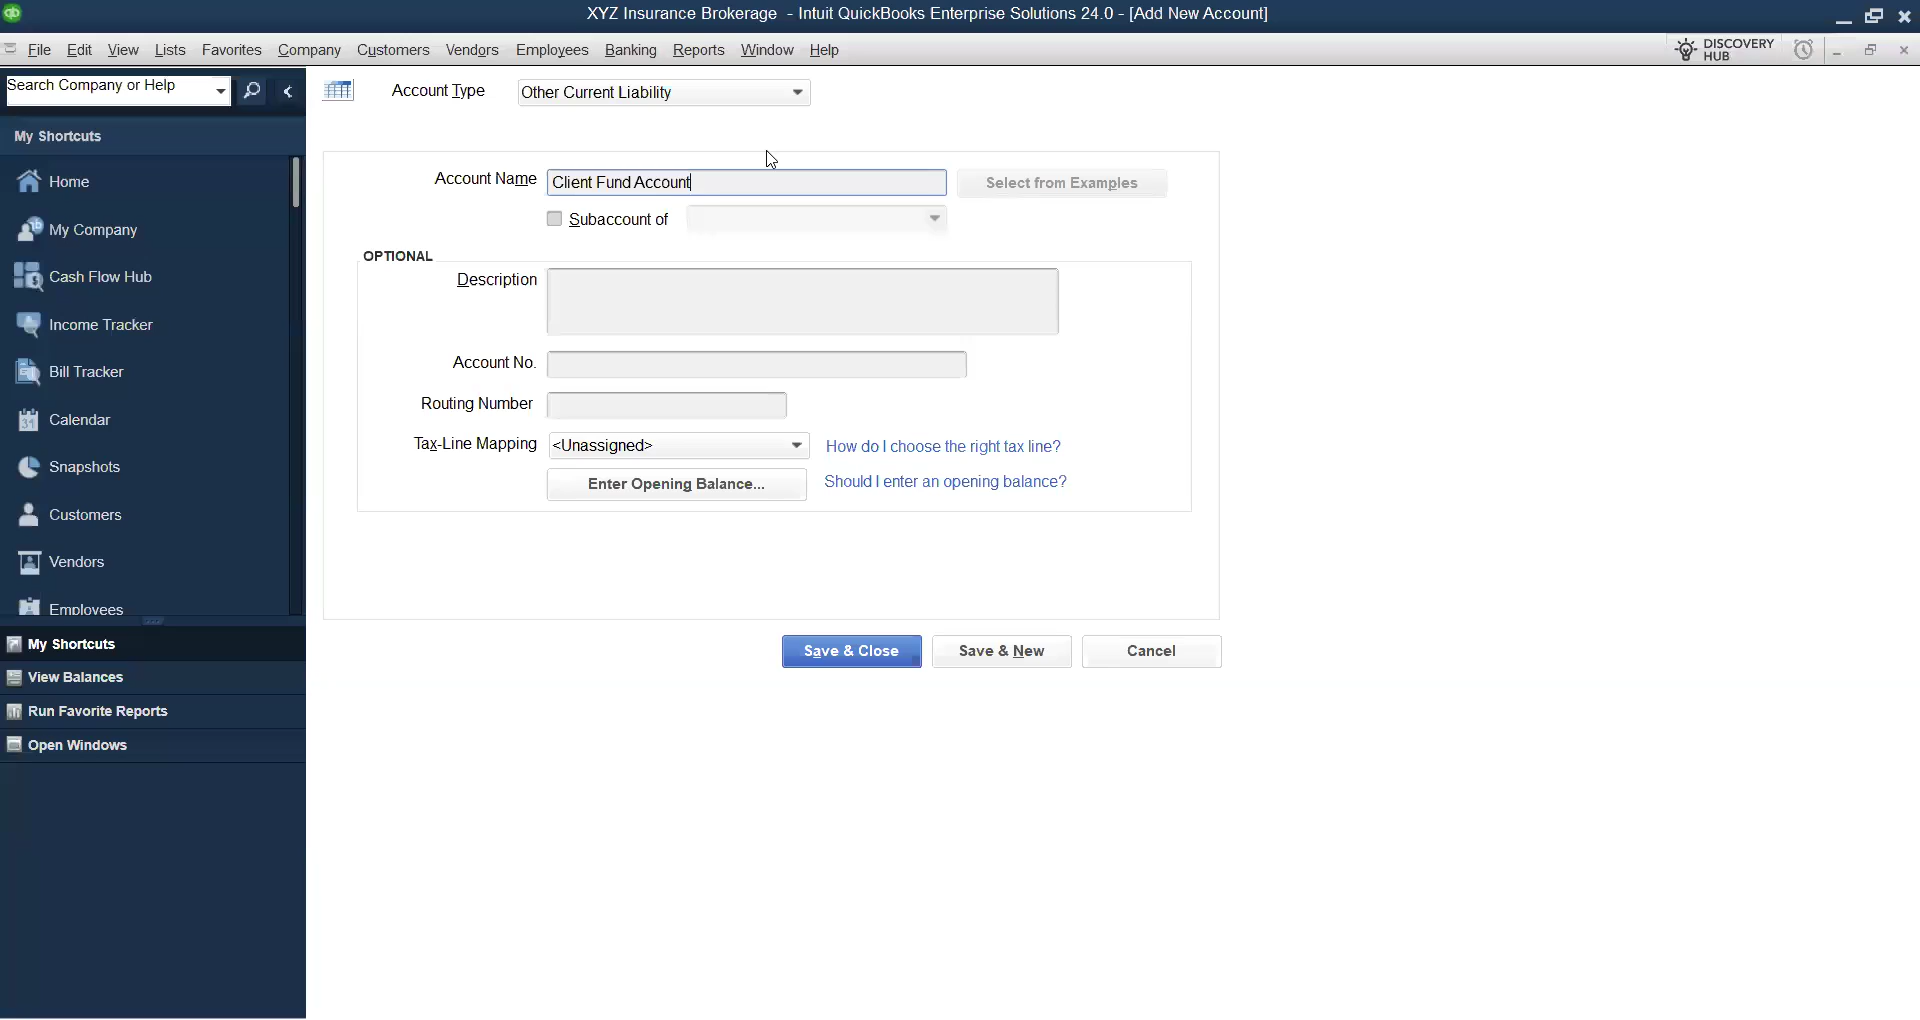 XYZ Insurance Brokerage - Intuit QuickBooks Enterprise Solutions 24.0 - [Add New Account]
File Edit View Lists Favorites Company Customers Vendors Employees Banking Reports Window Help
DISCOVERY HUB
Search Company or Help
My Shortcuts
Home
My Company
Cash Flow Hub
Income Tracker
Bill Tracker
Calendar
Snapshots
Customers
Vendors
Employees
My Shortcuts
View Balances
Run Favorite Reports
Open Windows
Account Type Other Current Liability
Account Name Client Fund Account Select from Examples
Subaccount of
OPTIONAL
Description
Account No.
Routing Number
Tax-Line Mapping <Unassigned> How do I choose the right tax line?
Enter Opening Balance... Should I enter an opening balance?
Save & Close Save & New Cancel